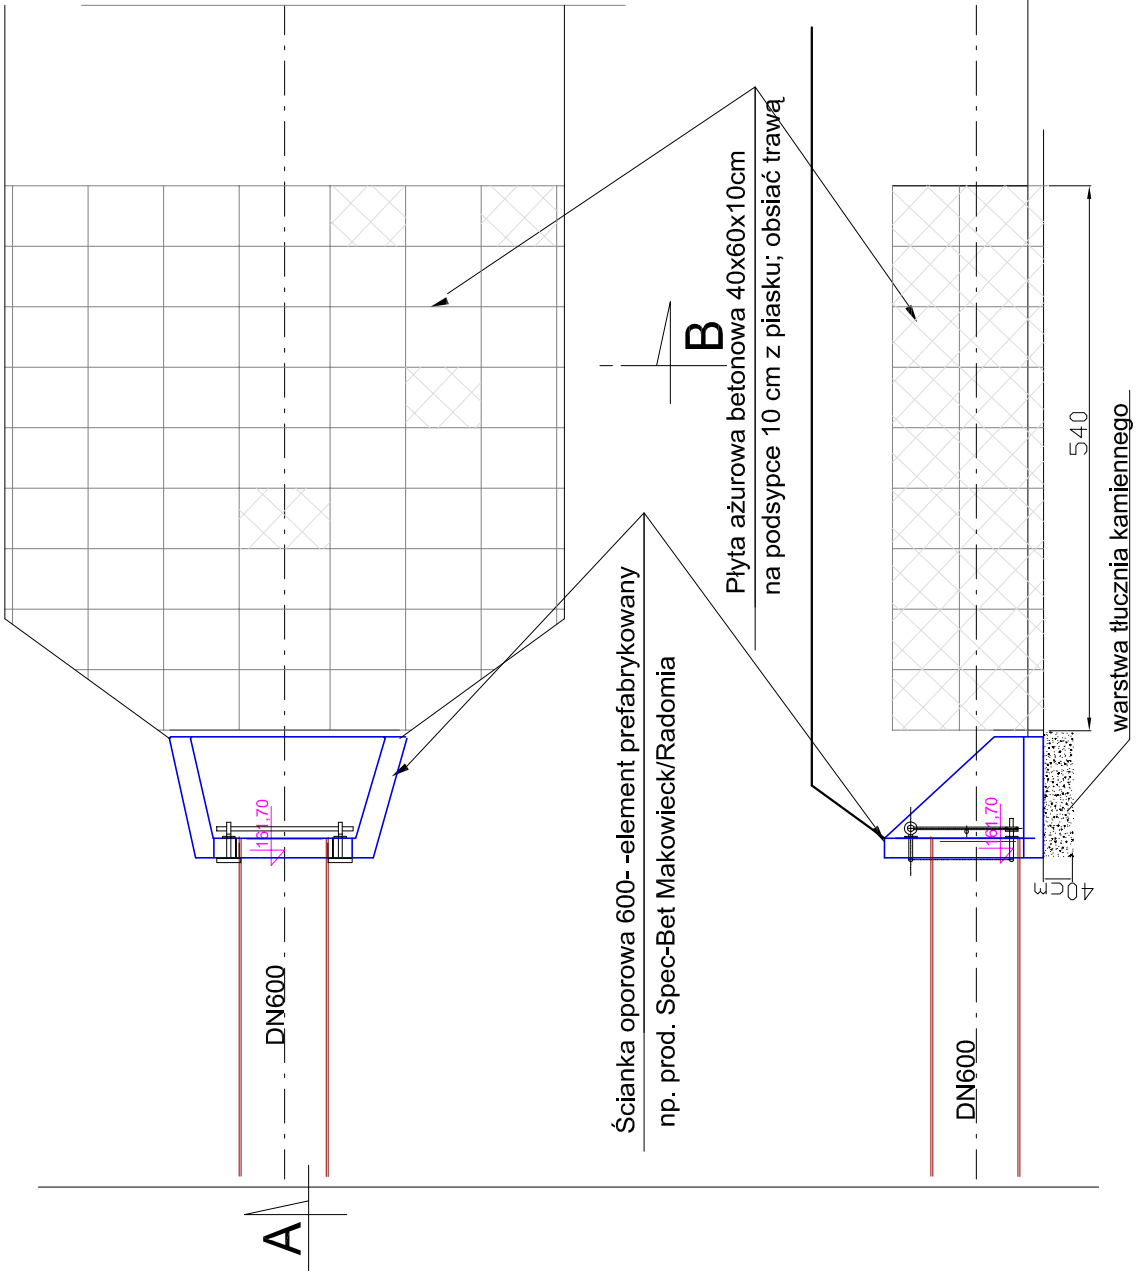 Płyta ażurowa betonowa 40x60x10cm
na podsypce 10 cm z piasku; obsiać trawą
B
540
warstwa tłucznia kamiennego
Ścianka oporowa 600- -element prefabrykowany
np. prod. Spec-Bet Makowieck/Radomia
161,70
161,70
40cm
DN600
DN600
A